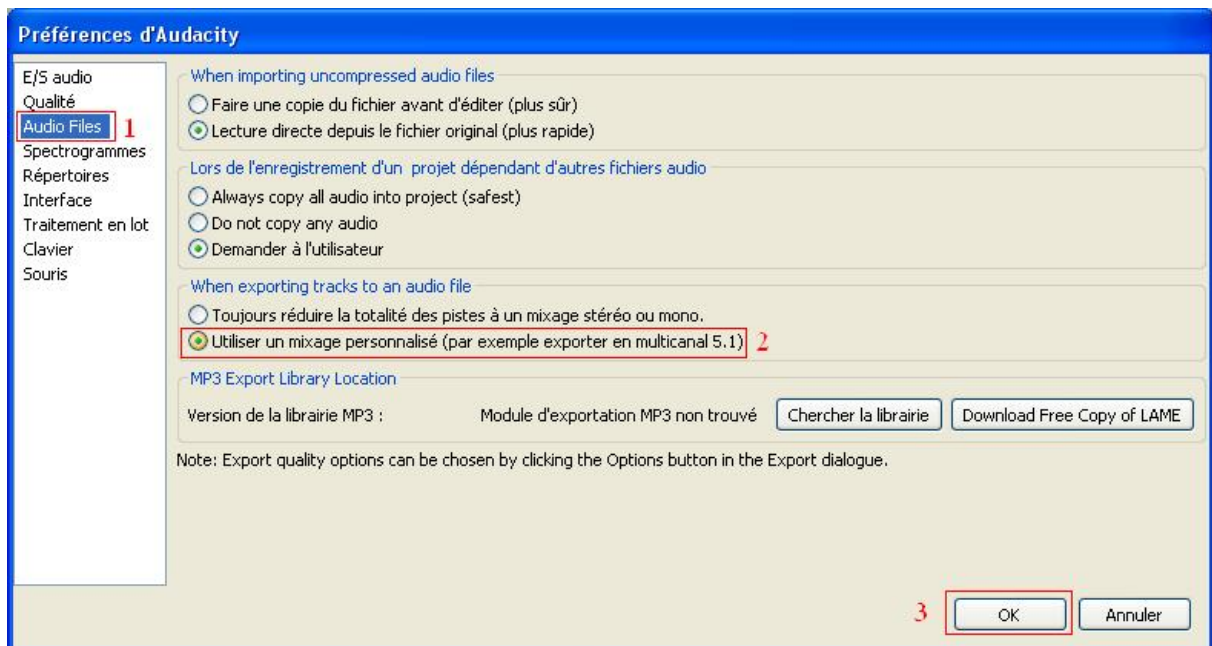 Préférences d'Audacity
E/S audio
Qualité
Audio Files 1
Spectrogrammes
Répertoires
Interface
Traitement en lot
Clavier
Souris
When importing uncompressed audio files
Faire une copie du fichier avant d'éditer (plus sûr)
Lecture directe depuis le fichier original (plus rapide)
Lors de l'enregistrement d'un projet dépendant d'autres fichiers audio
Always copy all audio into project (safest)
Do not copy any audio
Demander à l'utilisateur
When exporting tracks to an audio file
Toujours réduire la totalité des pistes à un mixage stéréo ou mono.
Utiliser un mixage personnalisé (par exemple exporter en multicanal 5.1) 2
MP3 Export Library Location
Version de la librairie MP3 : Module d'exportation MP3 non trouvé Chercher la librairie Download Free Copy of LAME
Note: Export quality options can be chosen by clicking the Options button in the Export dialogue.
3 OK Annuler